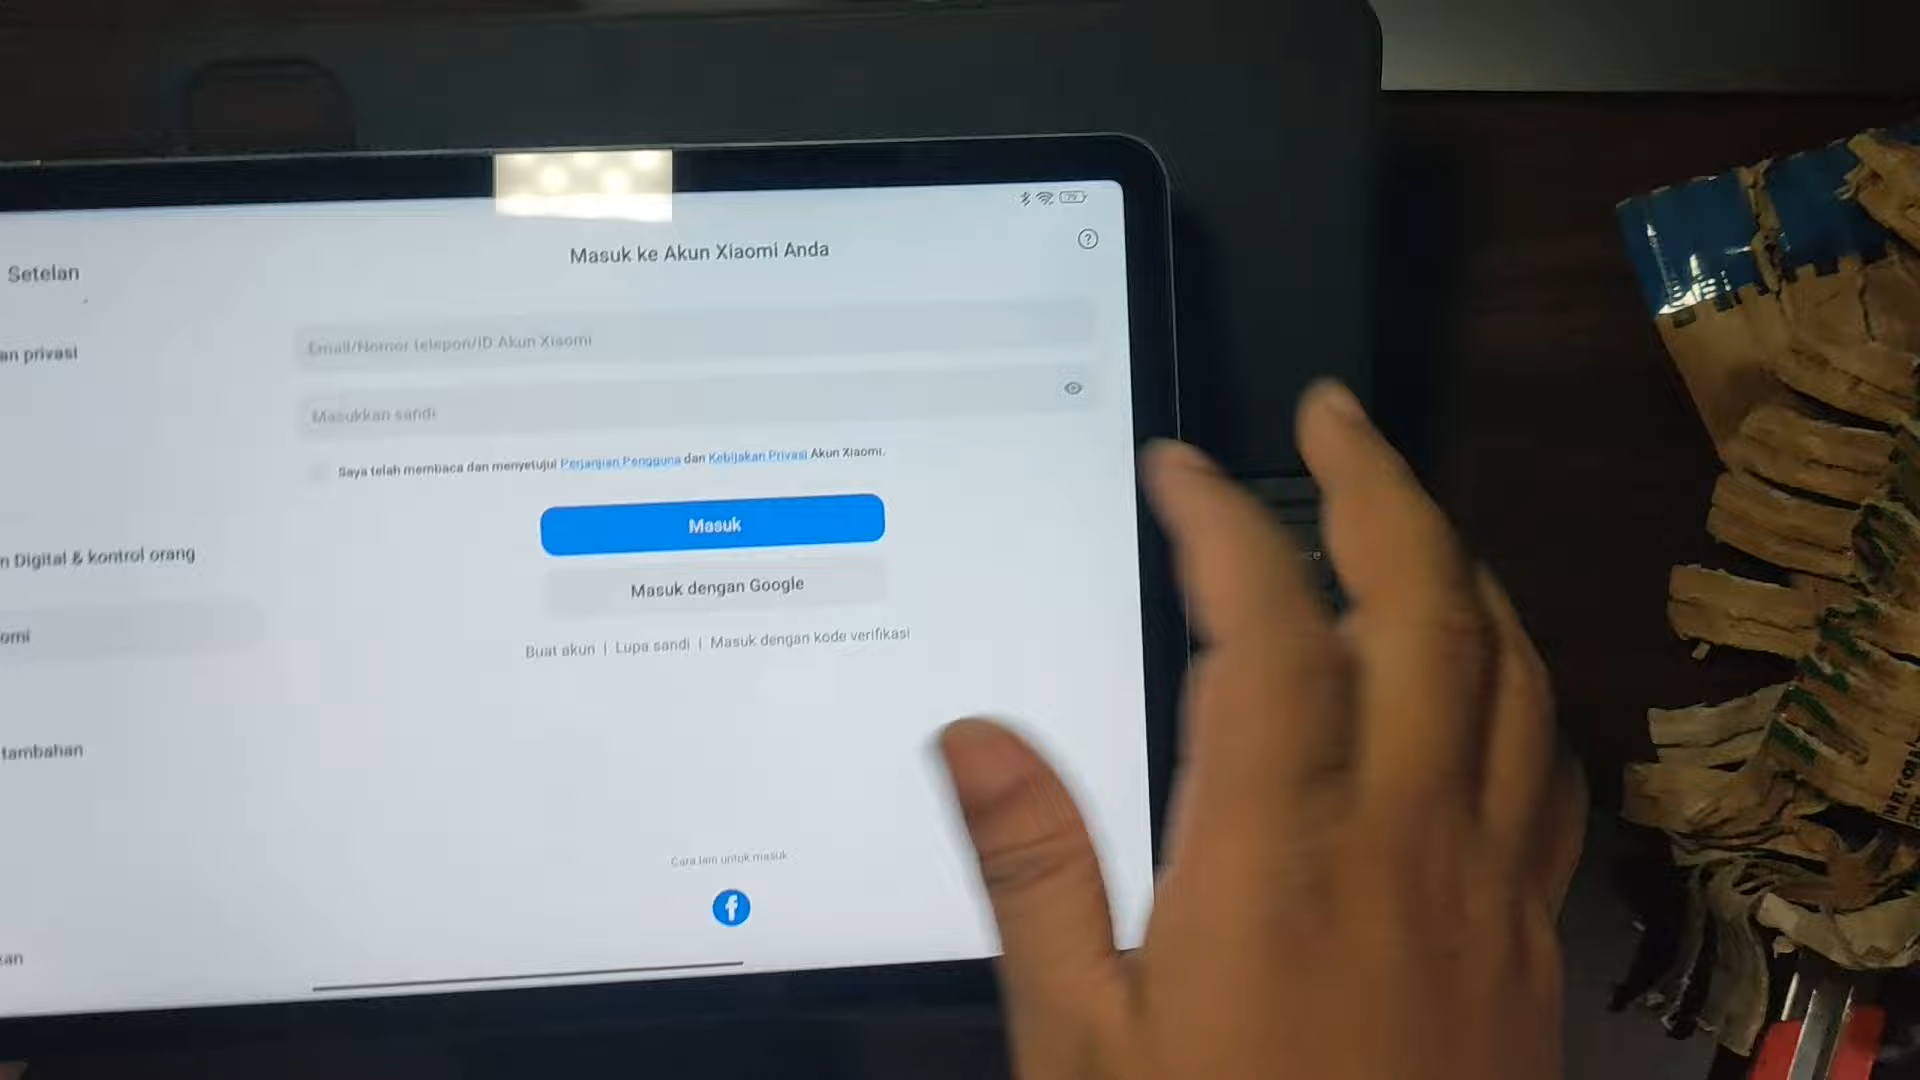 Masuk ke Akun Xiaomi Anda
Setelan
Email/Nomor telepon/ID Akun Xiaomi
an privasi
Masukkan sandi
Saya telah membaca dan menyetujui Perjanjian Pengguna dan Kebijakan Privasi Akun Xiaomi.
Masuk
n Digital & kontrol orang
Masuk dengan Google
omi
Buat akun | Lupa sandi | Masuk dengan kode verifikasi
tambahan
Cara lain untuk masuk
kan